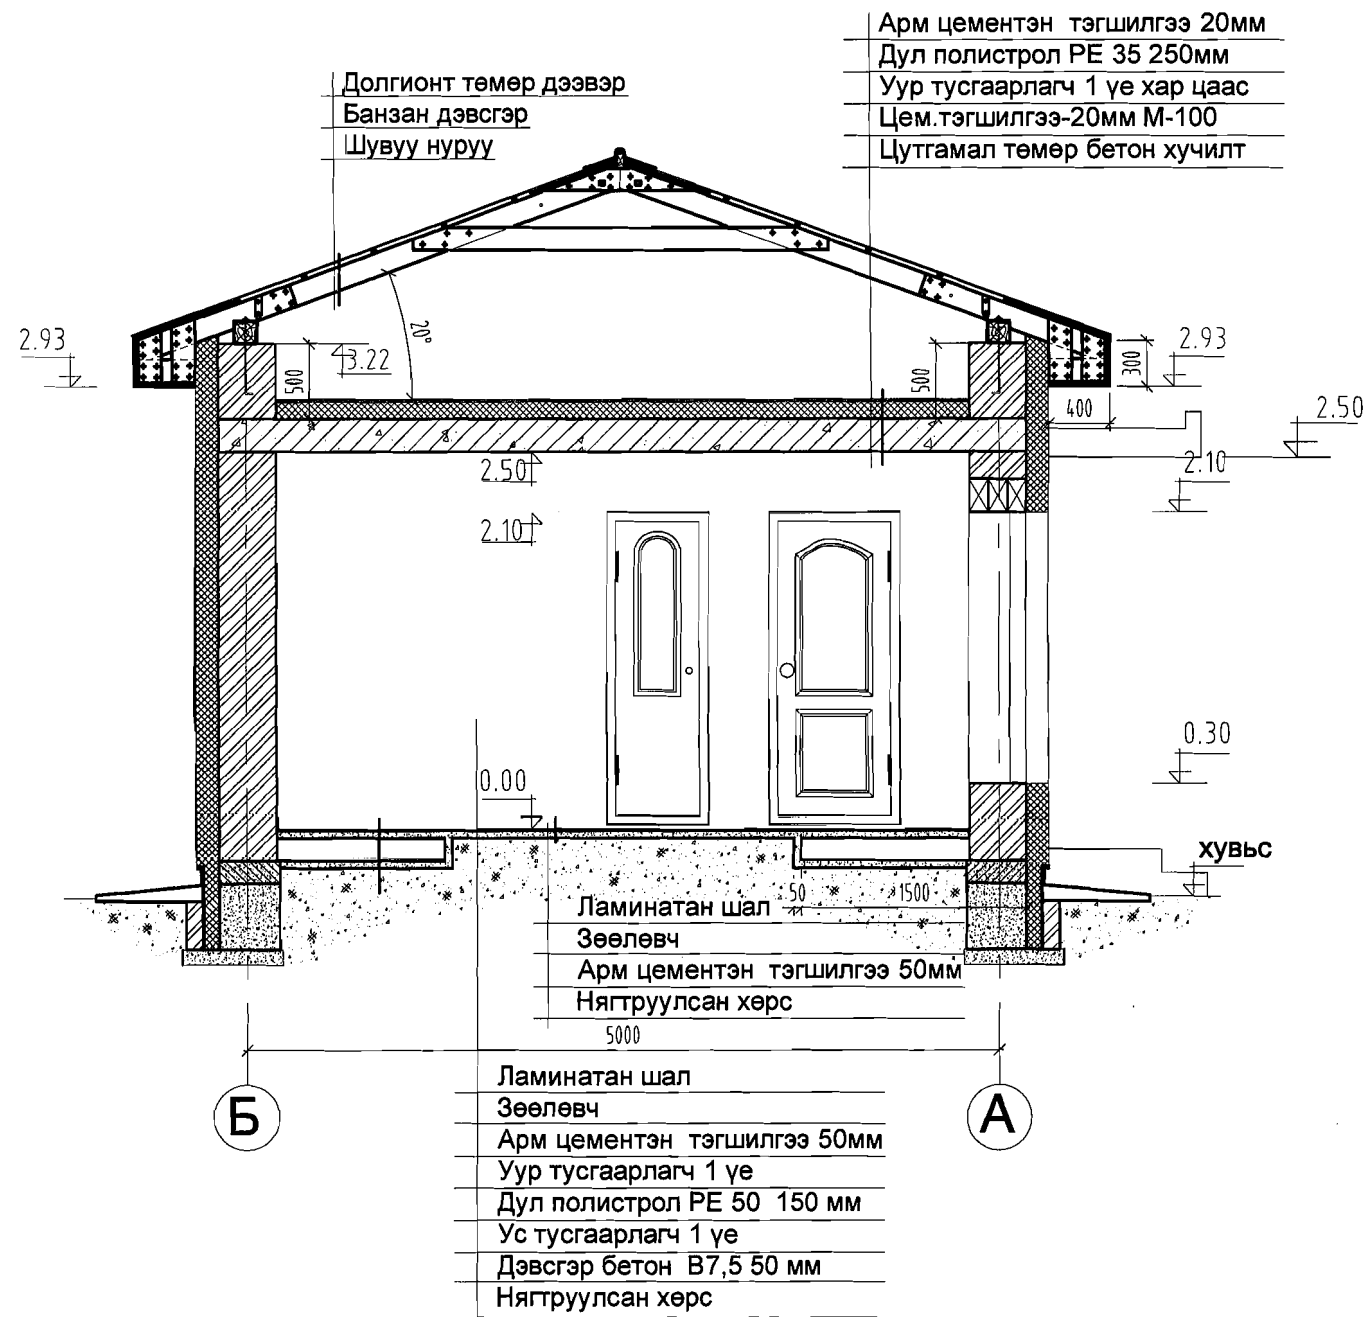 Арм цементэн тэгшилгээ 20мм
Дул полистрол PE 35 250мм
Уур тусгаарлагч 1 үе хар цаас
Цем.тэгшилгээ-20мм М-100
Цутгамал төмөр бетон хучилт
Долгионт төмөр дээвэр
Банзан дэвсгэр
Шувуу нуруу
20°
2.93
3.22
500
500
2.93
300
400
2.50
2.50
2.10
2.10
0.30
0.00
хувьс
50
1500
Ламинатан шал
Зөөлөвч
Арм цементэн тэгшилгээ 50мм
Нягтруулсан хөрс
5000
Б
А
Ламинатан шал
Зөөлөвч
Арм цементэн тэгшилгээ 50мм
Уур тусгаарлагч 1 үе
Дул полистрол PE 50 150 мм
Ус тусгаарлагч 1 үе
Дэвсгэр бетон В7,5 50 мм
Нягтруулсан хөрс